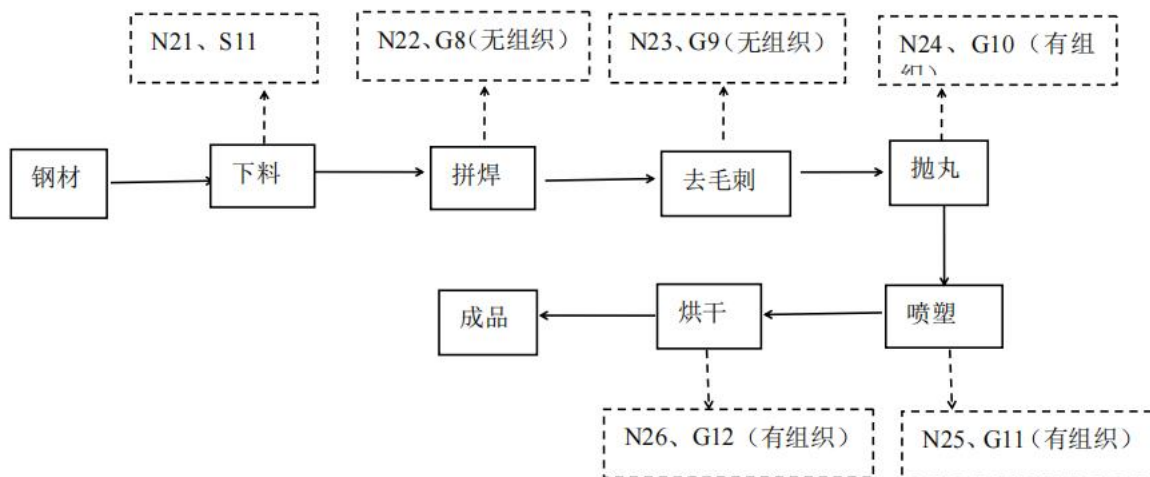 N21、S11
N22、G8（无组织）
N23、G9（无组织）
N24、G10（有组
织）
钢材
下料
拼焊
去毛刺
抛丸
成品
烘干
喷塑
N26、G12（有组织）
N25、G11（有组织）